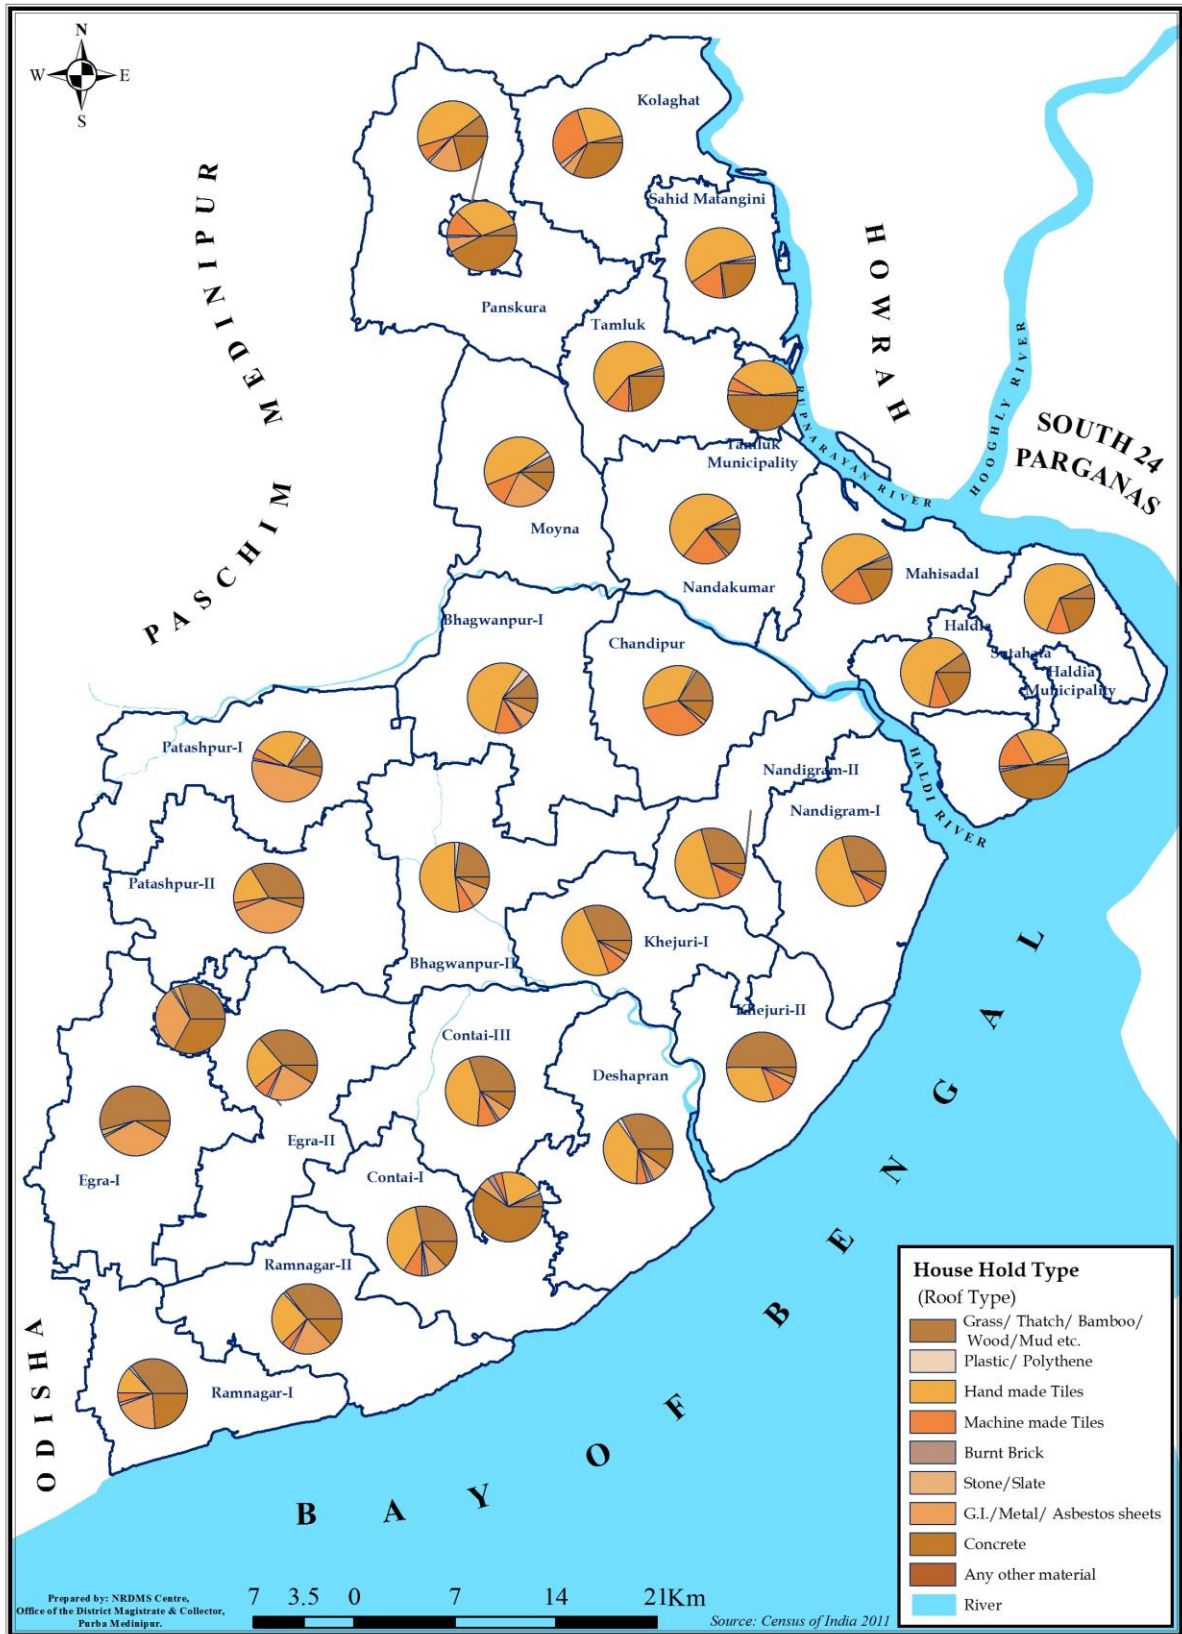 N
W E
S
Kolaghat
Sahid Matangini
PASCHIM MEDINIPUR
HOWRAH
Panskura
Tamluk
RUPNARAYAN RIVER
HOOGHLY RIVER
SOUTH 24
PARGANAS
Tamluk
Municipality
Moyna
Nandakumar
Mahisadal
Bhagwanpur-I
Chandipur
Haldia
Sutahata
Haldia
Municipality
Patashpur-I
HALDI RIVER
Nandigram-II
Nandigram-I
Patashpur-II
Bhagwanpur-II
Khejuri-I
Khejuri-II
Contai-III
Deshapran
Egra-II
Egra-I
Contai-I
Ramnagar-II
Ramnagar-I
ODISHA
BAY OF BENGAL
House Hold Type
(Roof Type)
Grass/ Thatch/ Bamboo/
Wood/Mud etc.
Plastic/ Polythene
Hand made Tiles
Machine made Tiles
Burnt Brick
Stone/Slate
G.I./Metal/ Asbestos sheets
Concrete
Any other material
River
7 3.5 0 7 14 21Km
Prepared by: NRDMS Centre,
Office of the District Magistrate & Collector,
Purba Medinipur.
Source: Census of India 2011